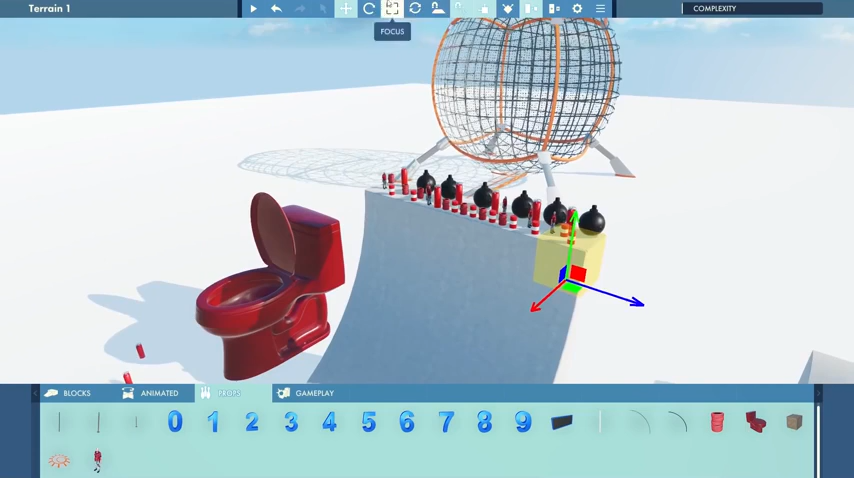 Terrain 1
COMPLEXITY
FOCUS
BLOCKS
ANIMATED
PROPS
GAMEPLAY
0 1 2 3 4 5 6 7 8 9